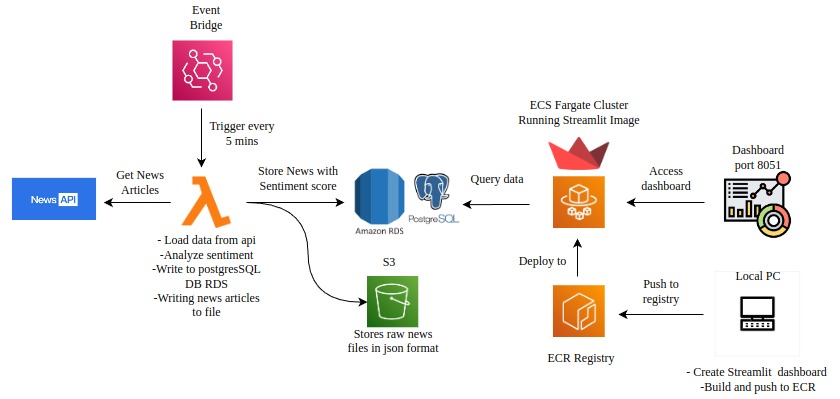 Event
Bridge
Trigger every
5 mins
Get News
Articles
News API
- Load data from api
-Analyze sentiment
-Write to postgresSQL
DB RDS
-Writing news articles
to file
Store News with
Sentiment score
Amazon RDS
PostgreSQL
S3
Stores raw news
files in json format
Query data
ECS Fargate Cluster
Running Streamlit Image
Deploy to
ECR Registry
Access
dashboard
Dashboard
port 8051
Push to
registry
Local PC
- Create Streamlit dashboard
-Build and push to ECR